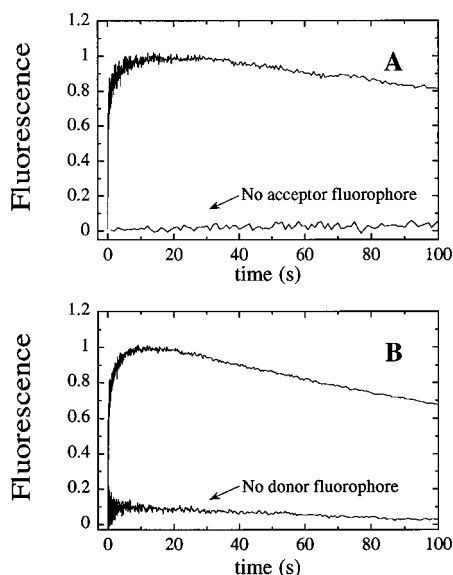 1.2
1
0.8
0.6
0.4
0.2
0
Fluorescence
A
No acceptor fluorophore
0 20 40 60 80 100
time (s)
1.2
1
0.8
0.6
0.4
0.2
0
Fluorescence
B
No donor fluorophore
0 20 40 60 80 100
time (s)